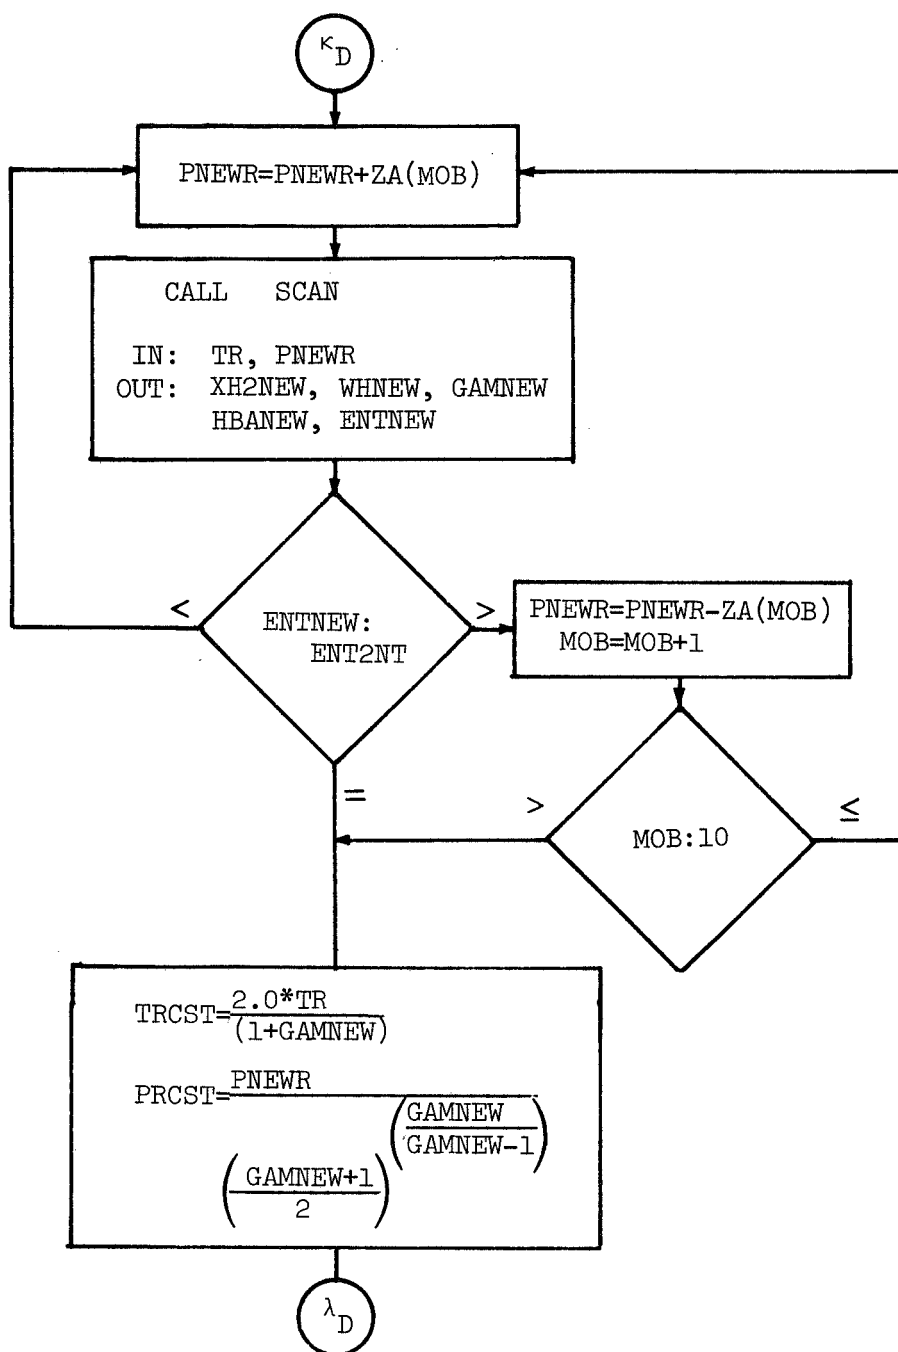 κD
PNEWR=PNEWR+ZA(MOB)
CALL SCAN
IN: TR, PNEWR
OUT: XH2NEW, WHNEW, GAMNEW
HBANEW, ENTNEW
<
ENTNEW:
ENT2NT
>
PNEWR=PNEWR-ZA(MOB)
MOB=MOB+1
=
>
MOB:10
≤
TRCST=2.0*TR
(1+GAMNEW)
PRCST=PNEWR
(GAMNEW
GAMNEW-1)
(GAMNEW+1
2)
λD